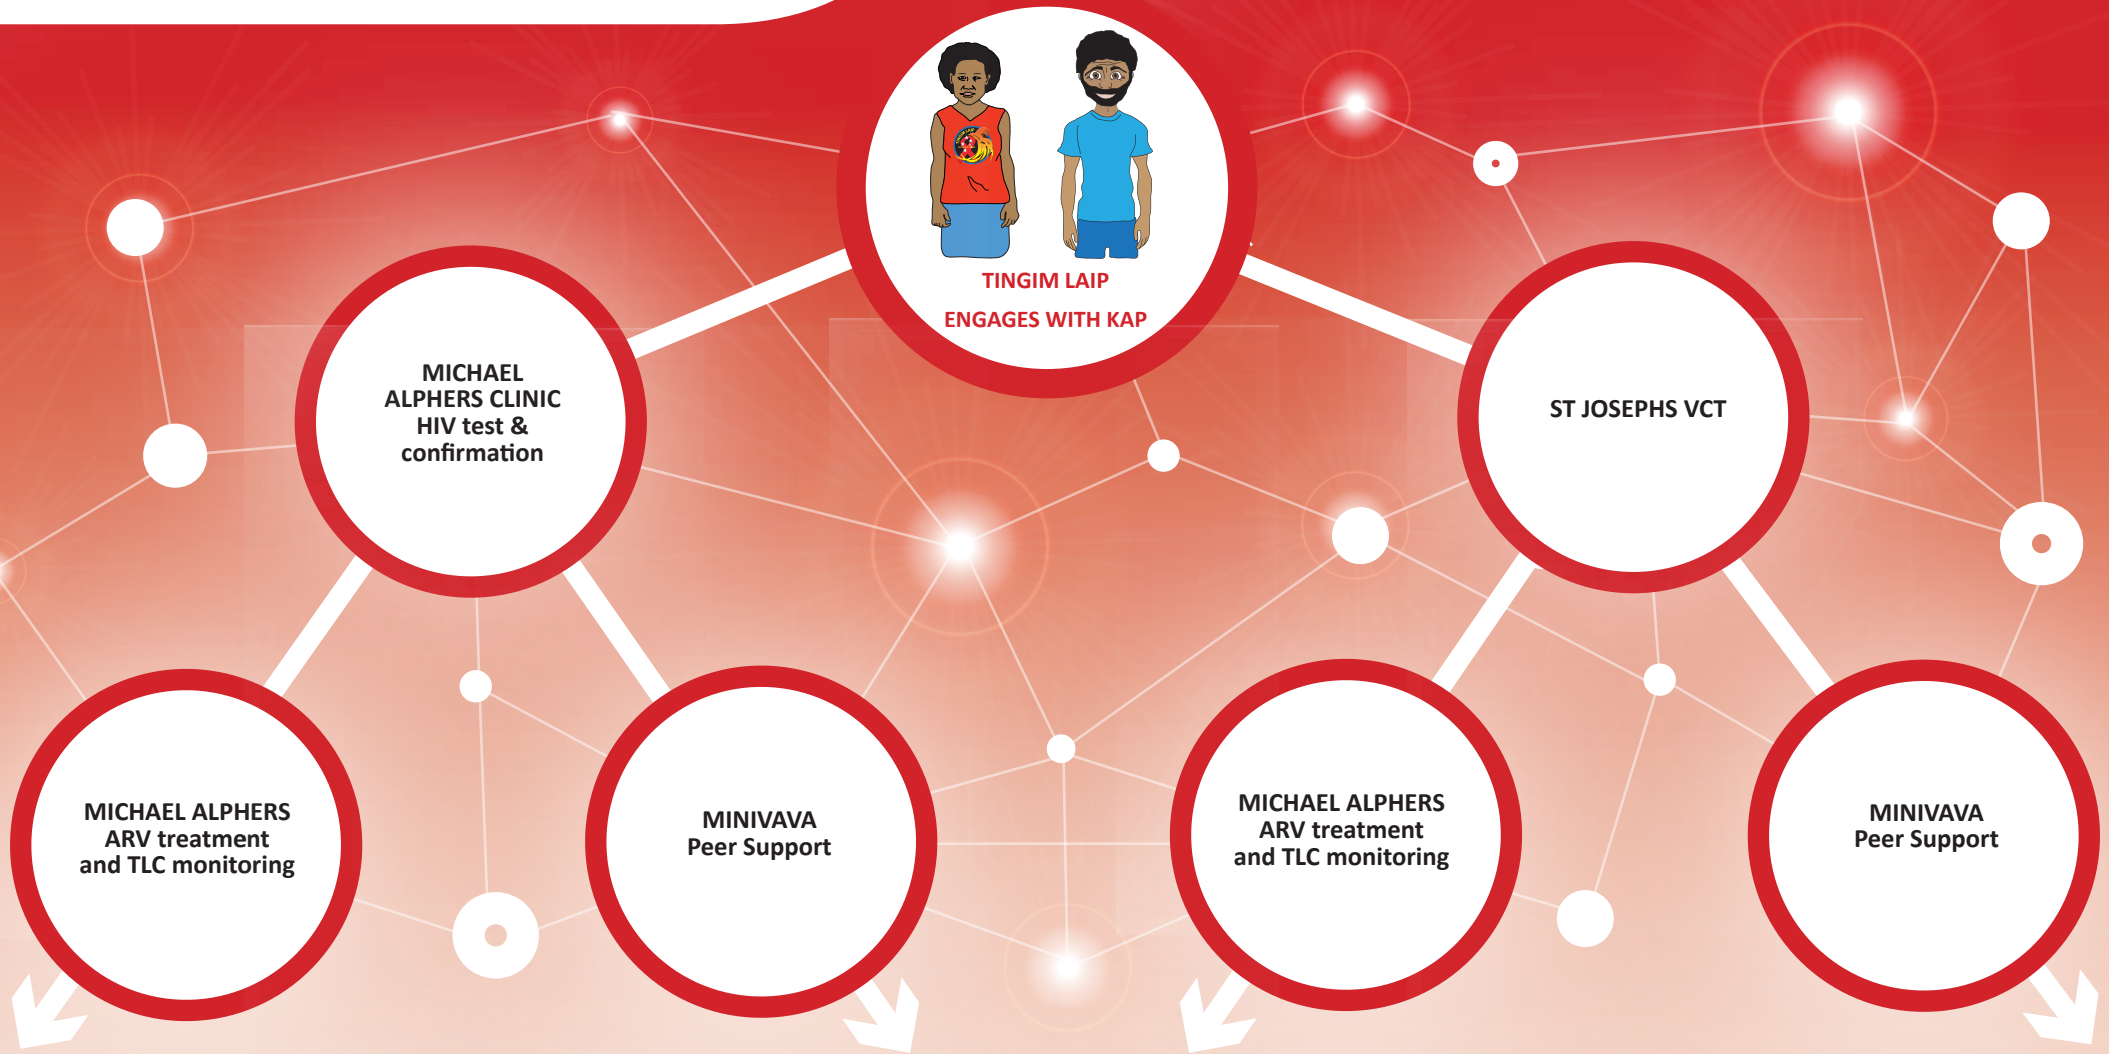 TINGIM LAIP
ENGAGES WITH KAP
MICHAEL
ALPHERS CLINIC
HIV test &
confirmation
ST JOSEPHS VCT
MICHAEL ALPHERS
ARV treatment
and TLC monitoring
MINIVAVA
Peer Support
MICHAEL ALPHERS
ARV treatment
and TLC monitoring
MINIVAVA
Peer Support